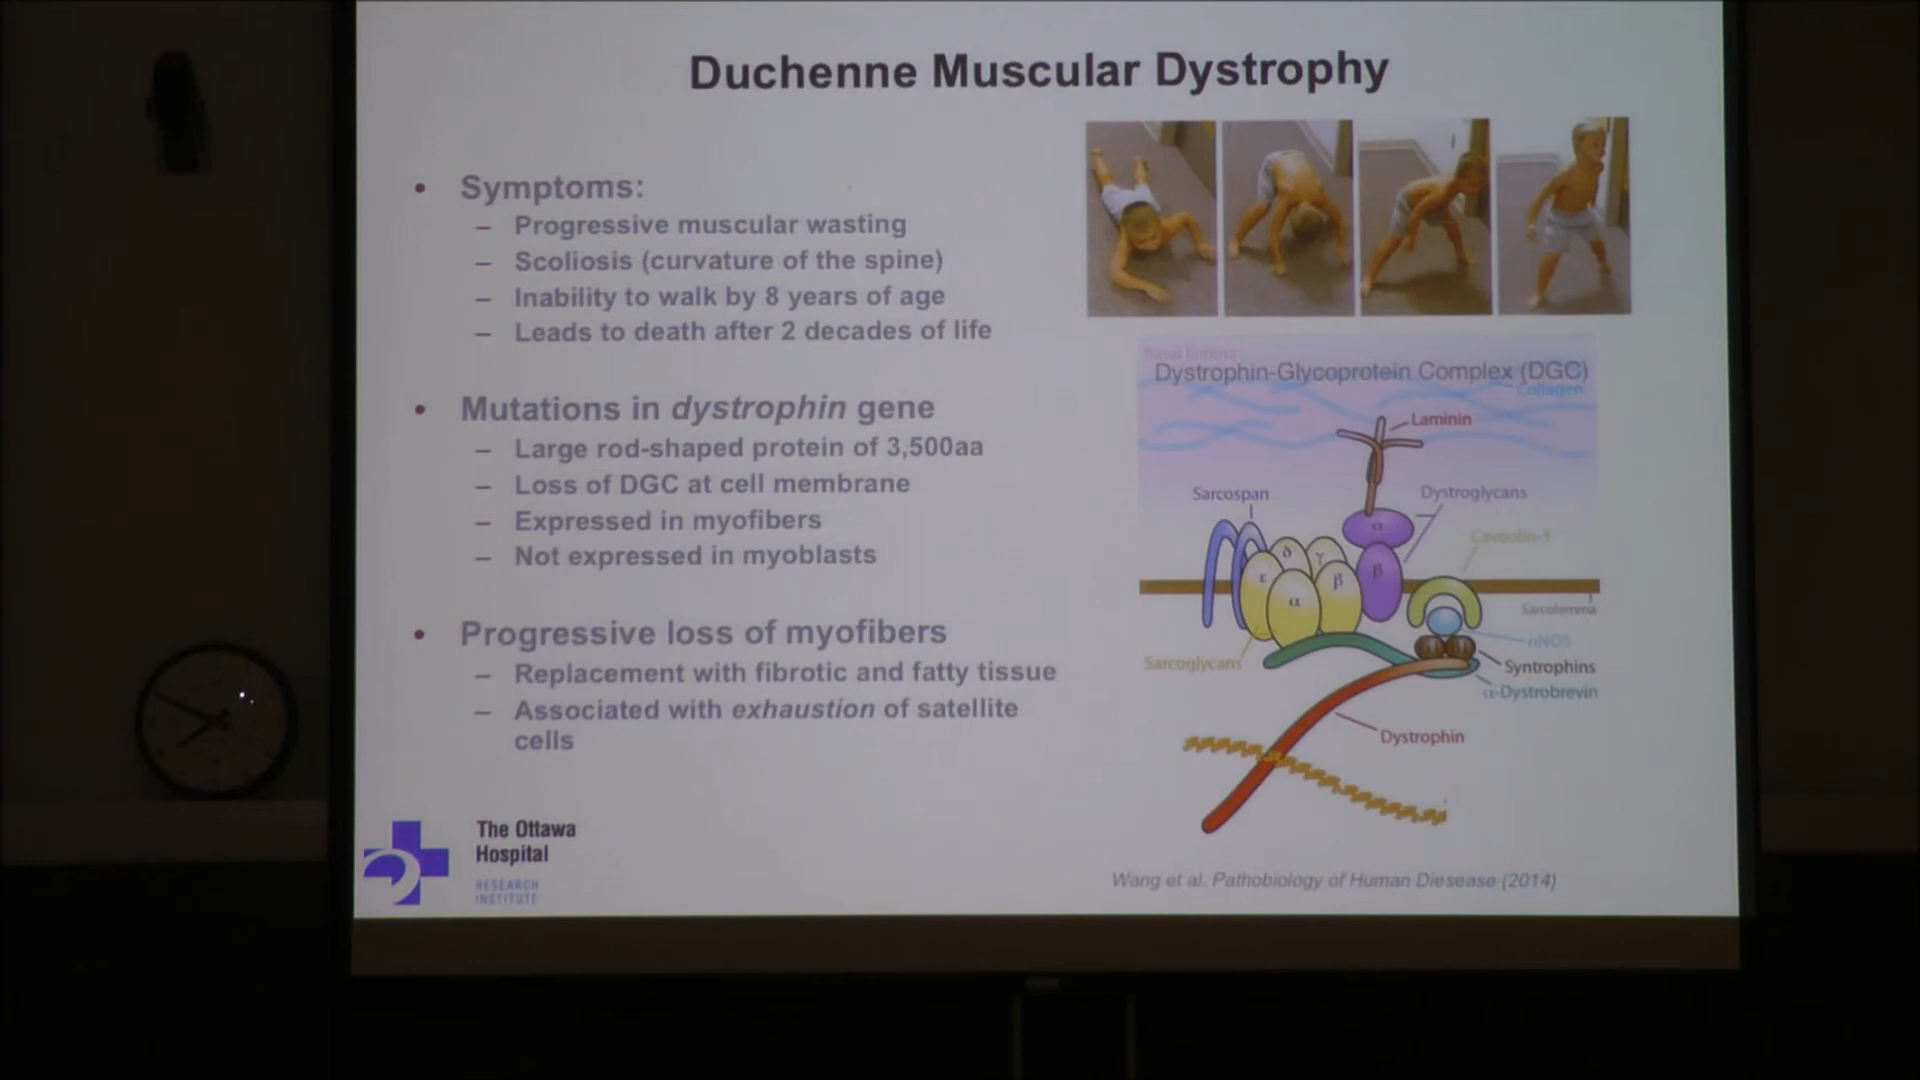 Duchenne Muscular Dystrophy
• Symptoms:
– Progressive muscular wasting
– Scoliosis (curvature of the spine)
– Inability to walk by 8 years of age
– Leads to death after 2 decades of life
• Mutations in dystrophin gene
– Large rod-shaped protein of 3,500aa
– Loss of DGC at cell membrane
– Expressed in myofibers
– Not expressed in myoblasts
• Progressive loss of myofibers
– Replacement with fibrotic and fatty tissue
– Associated with exhaustion of satellite
cells
The Ottawa
Hospital
RESEARCH
INSTITUTE
basal lamina
Dystrophin-Glycoprotein Complex (DGC)
Collagen
Laminin
Sarcospan
Dystroglycans
α
Caveolin-3
δ
γ
ε
β
β
α
Sarcolemma
nNOS
Sarcoglycans
Syntrophins
α-Dystrobrevin
Dystrophin
Wang et al. Pathobiology of Human Diesease (2014)